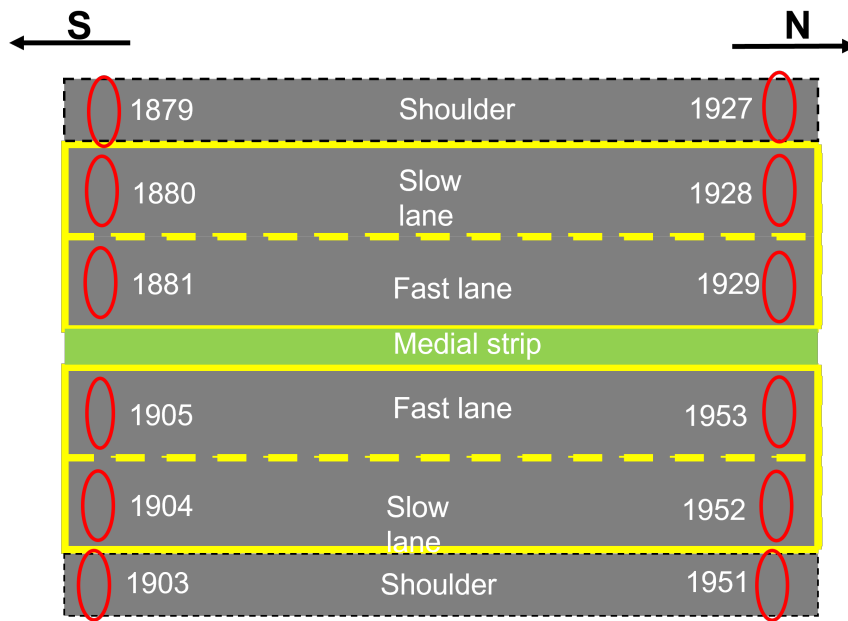 S N
1879 Shoulder 1927
1880 Slow 1928
lane
1881 Fast lane 1929
Medial strip
1905 Fast lane 1953
1904 Slow 1952
lane
1903 Shoulder 1951